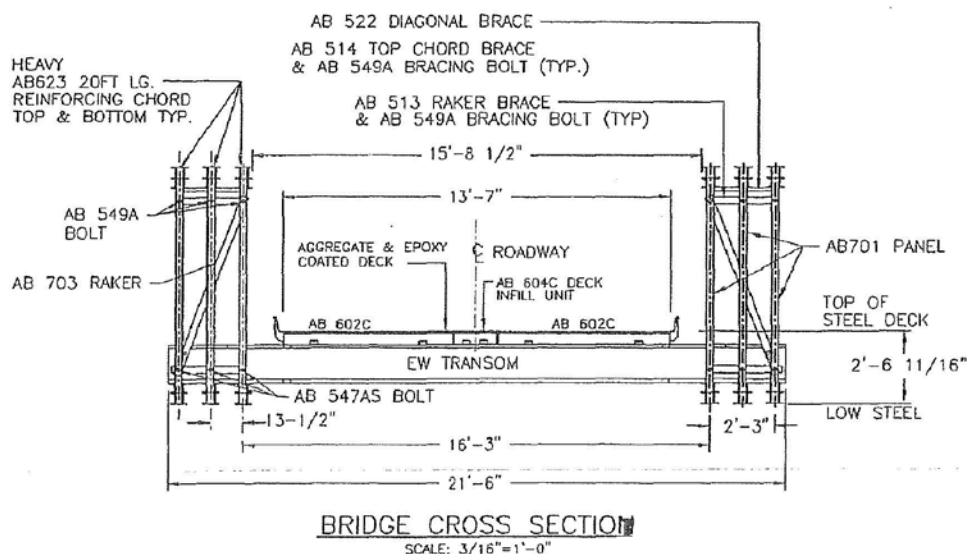 AB 522 DIAGONAL BRACE
AB 514 TOP CHORD BRACE
& AB 549A BRACING BOLT (TYP.)
HEAVY
AB623 20FT LG.
REINFORCING CHORD
TOP & BOTTOM TYP.
AB 513 RAKER BRACE
& AB 549A BRACING BOLT (TYP)
15'-8 1/2"
13'-7"
AB 549A
BOLT
AGGREGATE & EPOXY
COATED DECK
℄ ROADWAY
AB701 PANEL
AB 703 RAKER
AB 604C DECK
INFILL UNIT
TOP OF
STEEL DECK
AB 602C
AB 602C
EW TRANSOM
2'-6 11/16"
AB 547AS BOLT
LOW STEEL
13-1/2"
2'-3"
16'-3"
21'-6"
BRIDGE CROSS SECTION
SCALE: 3/16"=1'-0"